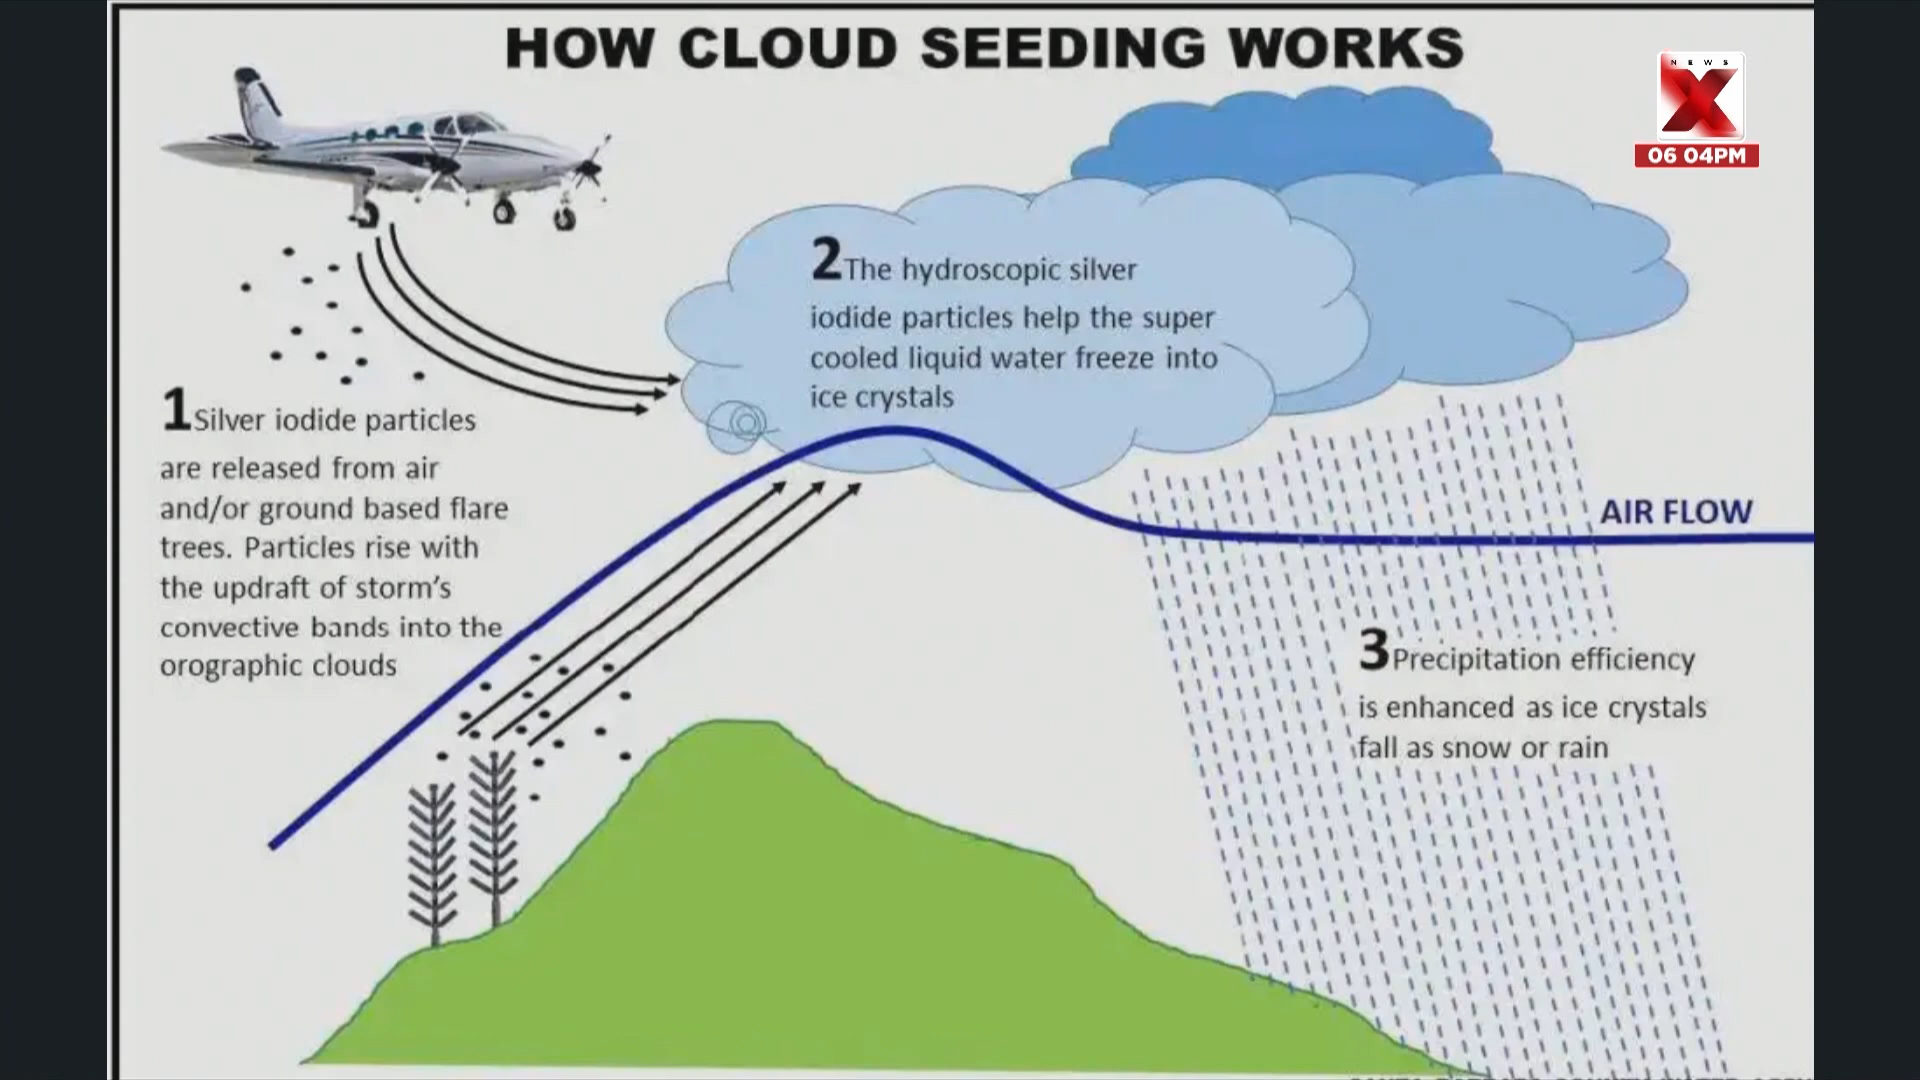 HOW CLOUD SEEDING WORKS
NEWS
X
06 04PM
2The hydroscopic silver
iodide particles help the super
cooled liquid water freeze into
ice crystals
1Silver iodide particles
are released from air
and/or ground based flare
trees. Particles rise with
the updraft of storm's
convective bands into the
orographic clouds
AIR FLOW
3Precipitation efficiency
is enhanced as ice crystals
fall as snow or rain